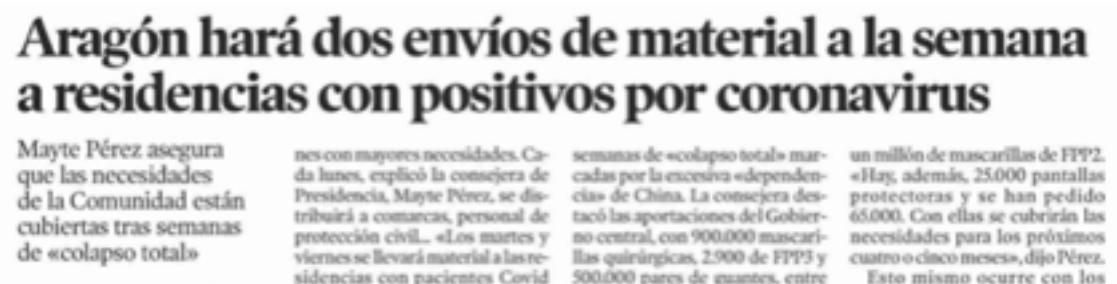 Aragón hará dos envíos de material a la semana
a residencias con positivos por coronavirus
Mayte Pérez asegura
que las necesidades
de la Comunidad están
cubiertas tras semanas
de «colapso total»
nes con mayores necesidades. Ca-
da lunes, explicó la consejera de
Presidencia, Mayte Pérez, se dis-
tribuirá a comarcas, personal de
protección civil... «Los martes y
viernes se llevará material a las re-
sidencias con pacientes Covid
semanas de «colapso total» mar-
cadas por la excesiva «dependen-
cia» de China. La consejera des-
tacó las aportaciones del Gobier-
no central, con 900.000 mascari-
llas quirúrgicas, 2.900 de FPP3 y
500.000 pares de guantes, entre
un millón de mascarillas de FPP2.
«Hay, además, 25.000 pantallas
protectoras y se han pedido
65.000. Con ellas se cubrirán las
necesidades para los próximos
cuatro o cinco meses», dijo Pérez.
Esto mismo ocurre con los